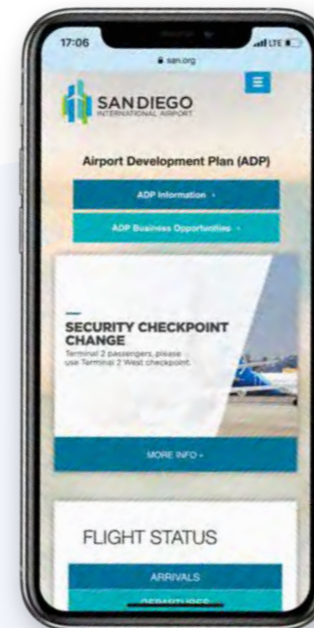 17:06
LTE
san.org
SAN DIEGO
INTERNATIONAL AIRPORT
Airport Development Plan (ADP)
ADP Information
ADP Business Opportunities
SECURITY CHECKPOINT
CHANGE
Terminal 2 passengers, please
use Terminal 2 West checkpoint.
MORE INFO
FLIGHT STATUS
ARRIVALS
DEPARTURES